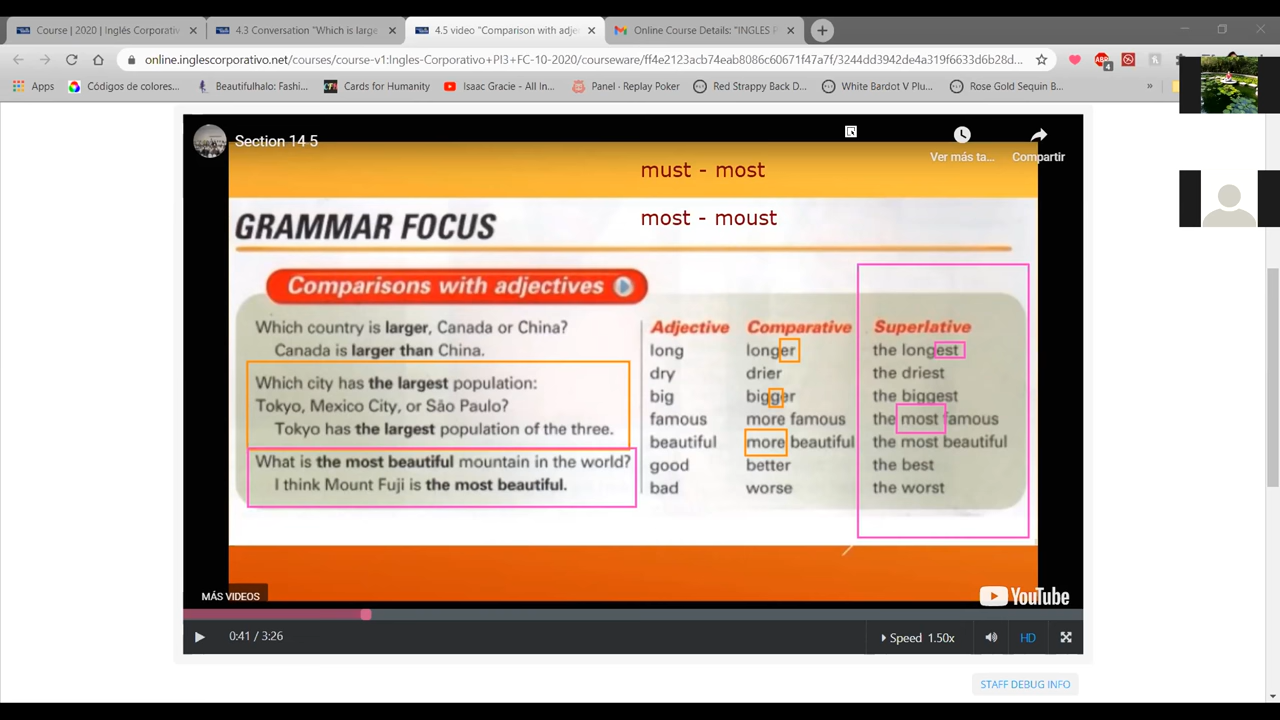 Course | 2020 | Inglés Corporativ
4.3 Conversation "Which is large
4.5 video "Comparison with adje
Online Course Details: "INGLES P
online.inglescorporativo.net/courses/course-v1:Ingles-Corporativo+PI3+FC-10-2020/courseware/ff4e2123acb74eab8086c60671f47a7f/3244dd3942de4a319f6633d6b28d...
4
Apps
Códigos de colores...
Beautifulhalo: Fashi...
Cards for Humanity
Isaac Gracie - All In...
Panel · Replay Poker
Red Strappy Back D...
White Bardot V Plu...
Rose Gold Sequin B...
»
Section 14 5
Ver más ta...
Compartir
must - most
most - moust
GRAMMAR FOCUS
Comparisons with adjectives
Which country is larger, Canada or China?
Canada is larger than China.
Which city has the largest population:
Tokyo, Mexico City, or São Paulo?
Tokyo has the largest population of the three.
What is the most beautiful mountain in the world?
I think Mount Fuji is the most beautiful.
Adjective Comparative Superlative
long longer the longest
dry drier the driest
big bigger the biggest
famous more famous the most famous
beautiful more beautiful the most beautiful
good better the best
bad worse the worst
MÁS VIDEOS
YouTube
0:41 / 3:26
Speed 1.50x
HD
STAFF DEBUG INFO